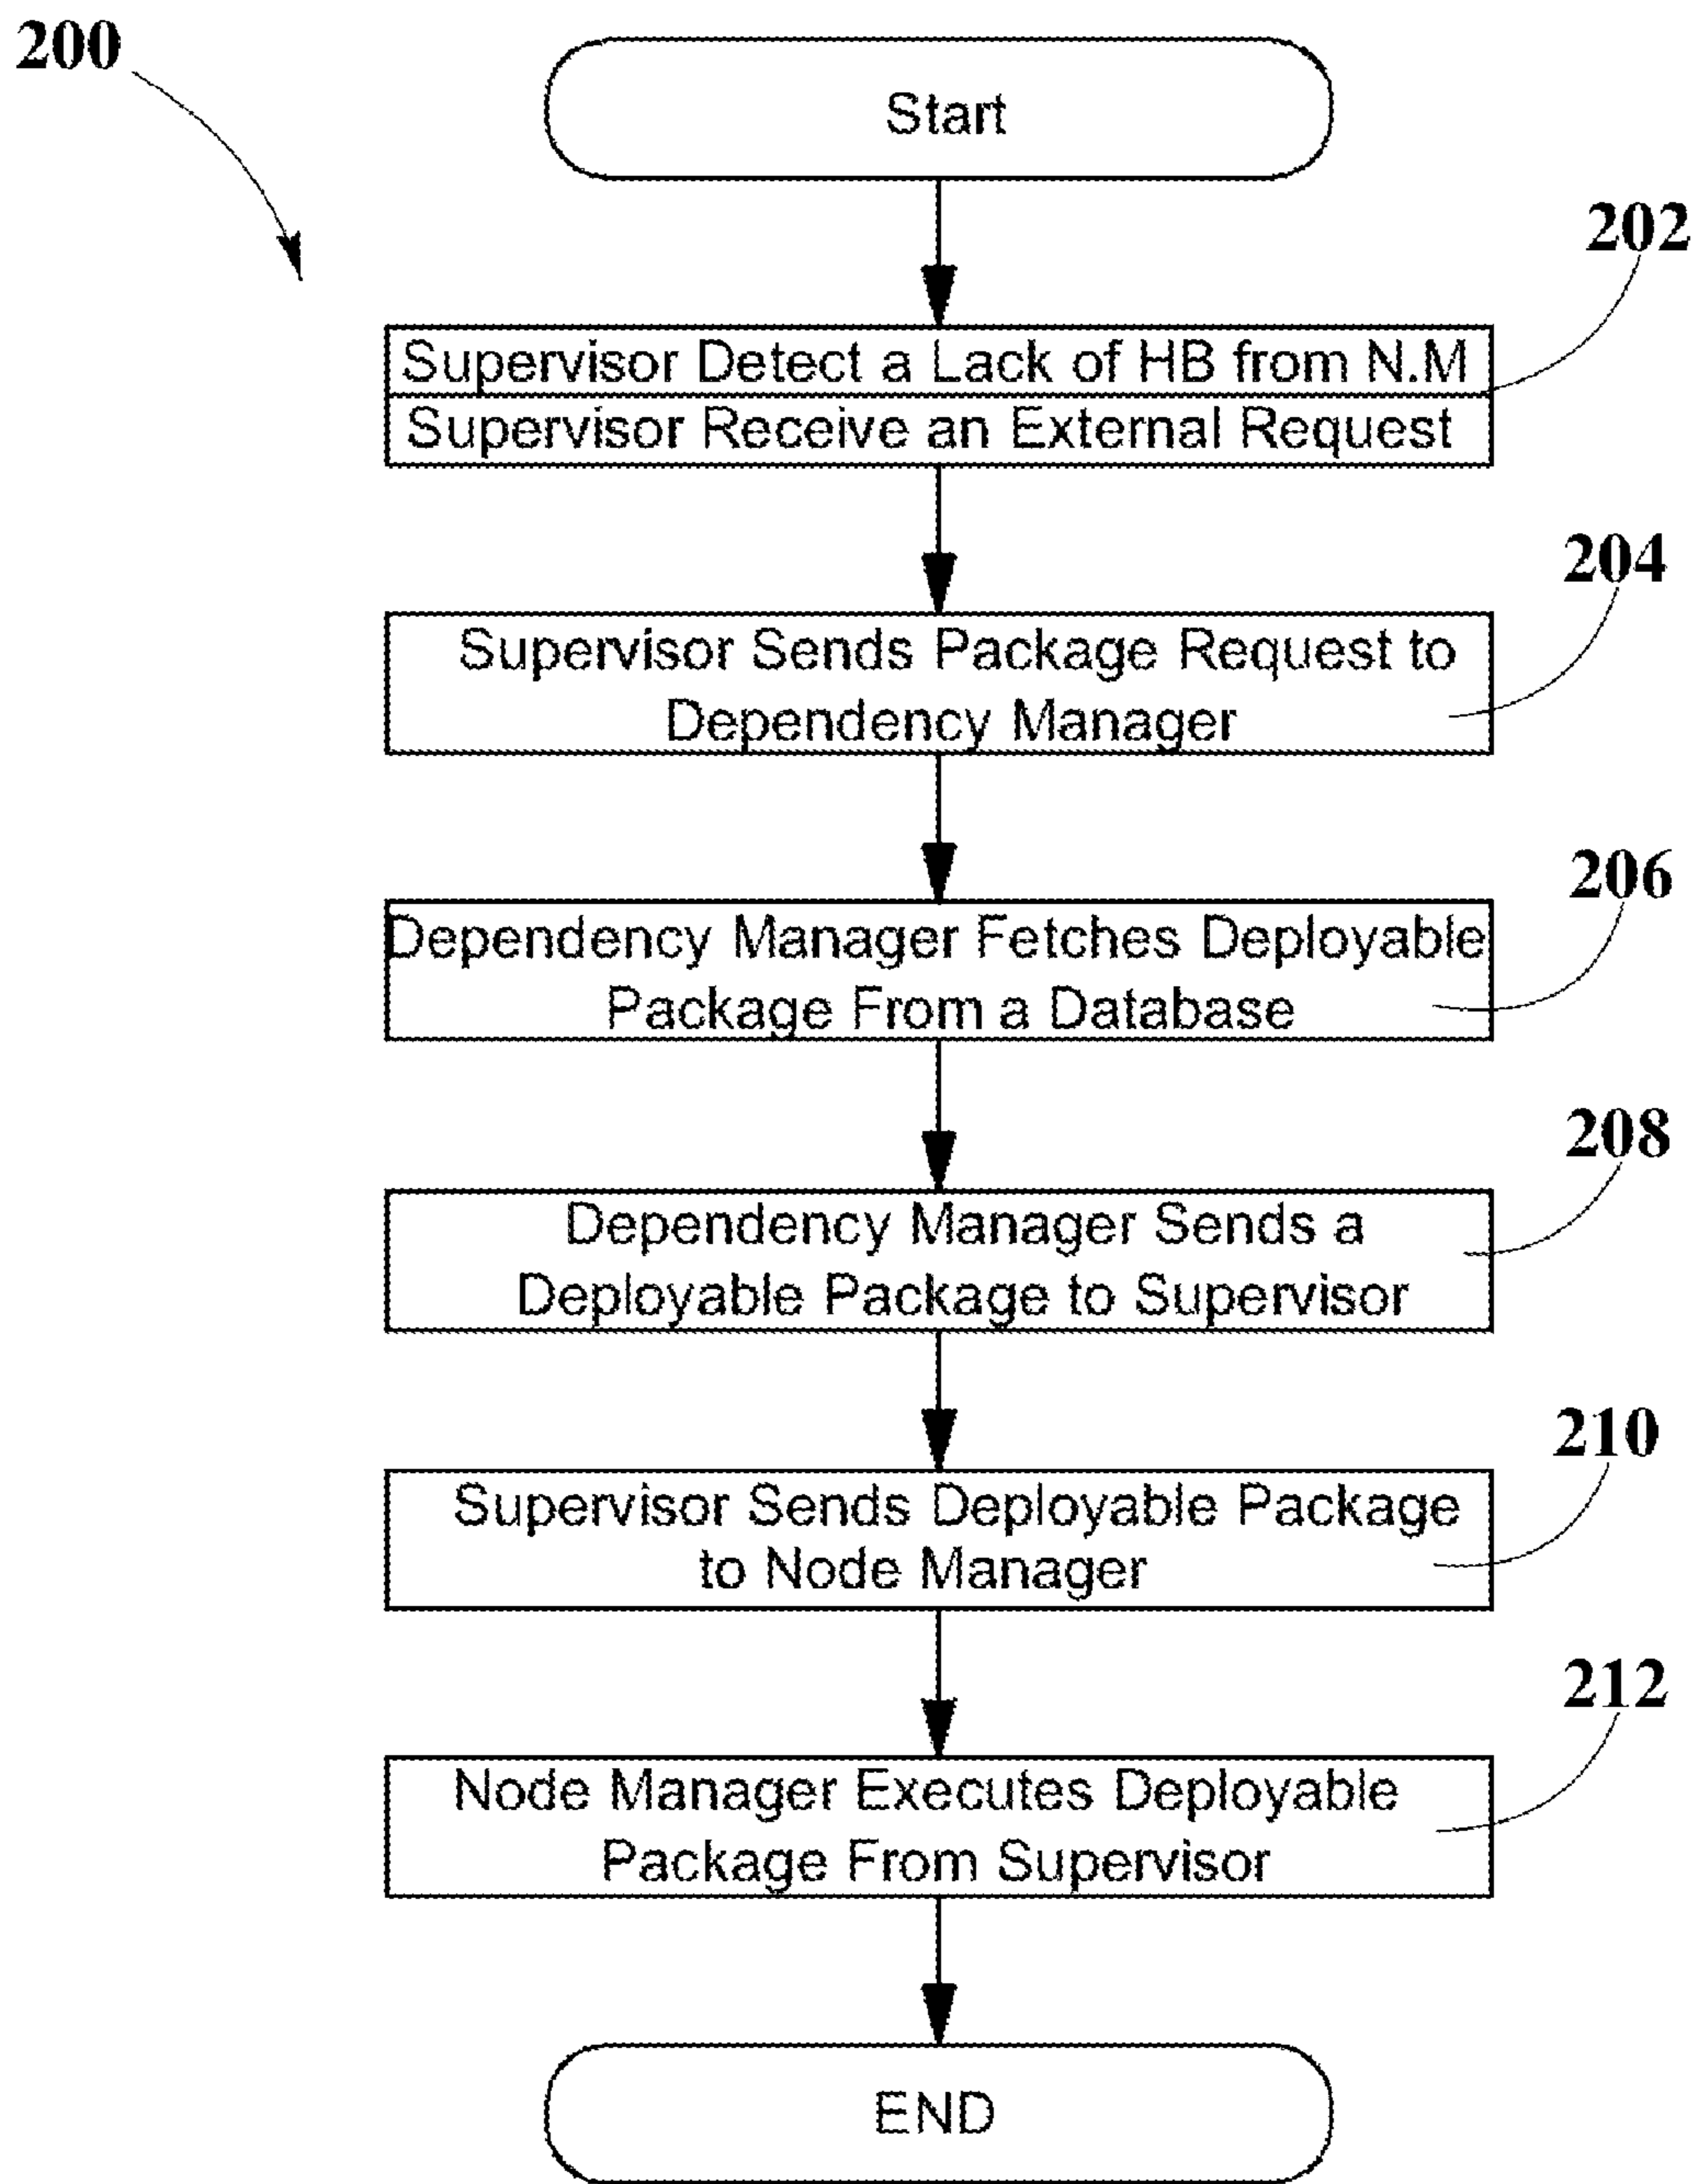 200
Start
202
Supervisor Detect a Lack of HB from N.M
Supervisor Receive an External Request
204
Supervisor Sends Package Request to
Dependency Manager
206
Dependency Manager Fetches Deployable
Package From a Database
208
Dependency Manager Sends a
Deployable Package to Supervisor
210
Supervisor Sends Deployable Package
to Node Manager
212
Node Manager Executes Deployable
Package From Supervisor
END